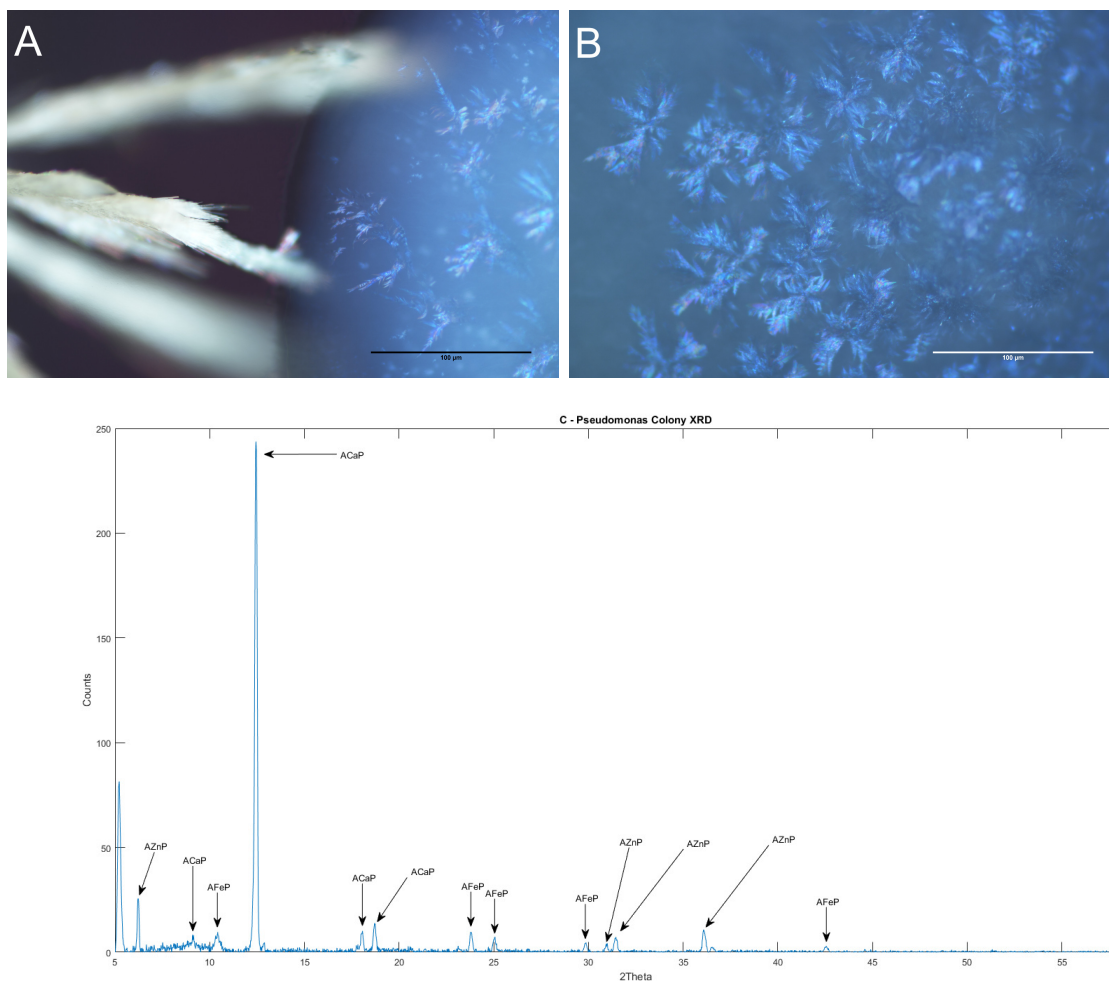 A
B
100 µm
100 µm
C - Pseudomonas Colony XRD
250
ACaP
200
150
Counts
100
50
AZnP
ACaP
AFeP
ACaP
ACaP
AFeP
AFeP
AFeP
AZnP
AZnP
AZnP
AFeP
0
5
10
15
20
25
30
35
40
45
50
55
2Theta